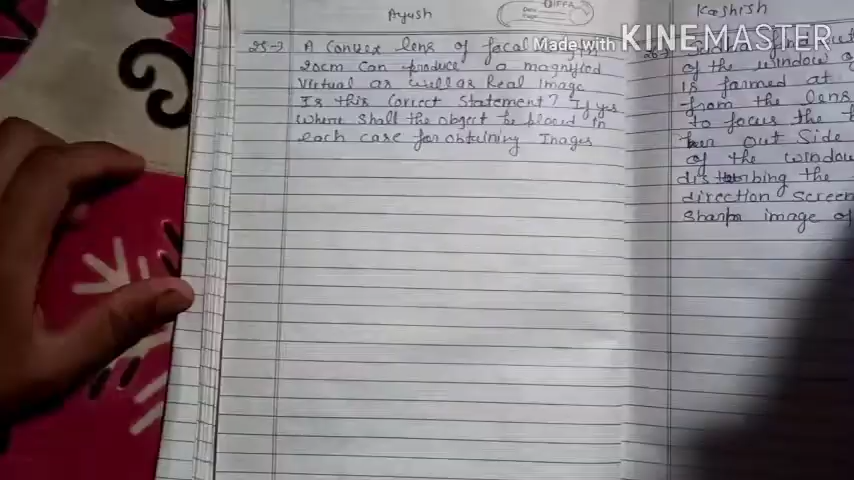 Ayush
DIFFA
Date
Page
Made with KINEMASTER
25→ A Convex lens of focal
20cm can produce a magnified
virtual as well as Real image
Is this correct statement? If yes
where shall the object be placed in
each case for obtaining Images
Kashish
of the window
is formed at
from the lens
to focus the
out Side
of the window
the
direction screen
image of